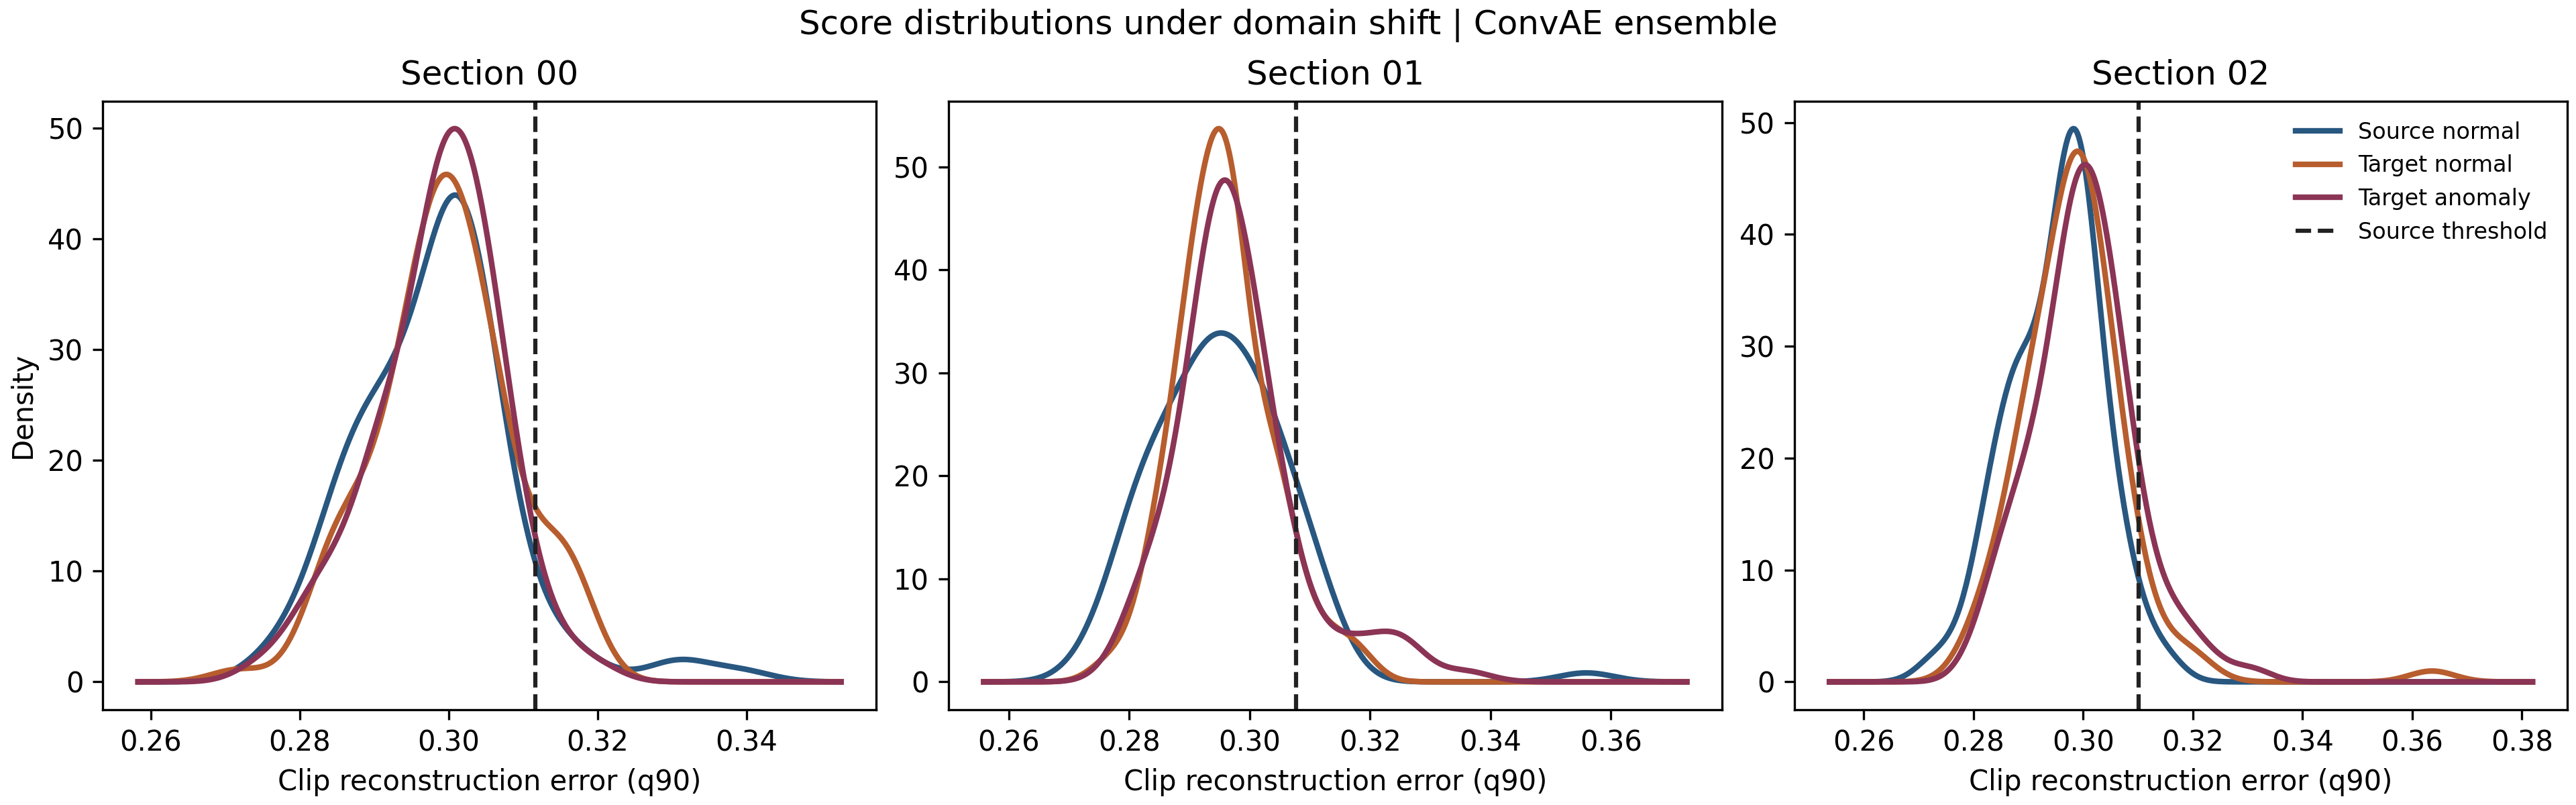 Score distributions under domain shift | ConvAE ensemble
Section 00
Section 01
Section 02
Density
50
40
30
20
10
0
0.26 0.28 0.30 0.32 0.34
Clip reconstruction error (q90)
50
40
30
20
10
0
0.26 0.28 0.30 0.32 0.34 0.36
Clip reconstruction error (q90)
50
40
30
20
10
0
0.26 0.28 0.30 0.32 0.34 0.36 0.38
Clip reconstruction error (q90)
Source normal
Target normal
Target anomaly
Source threshold